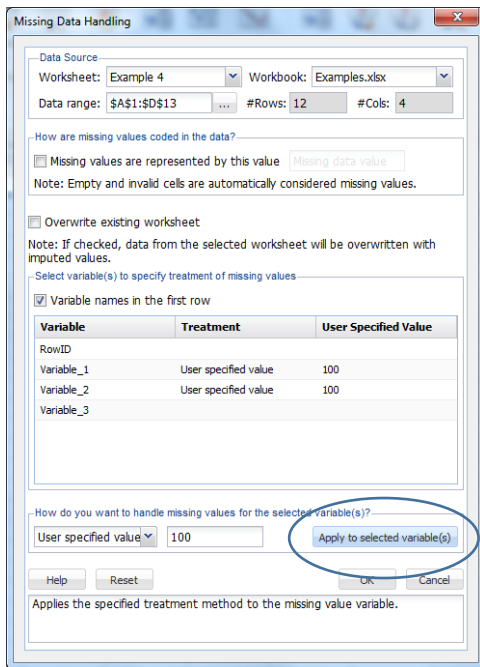 Missing Data Handling
x
Data Source
Worksheet: Example 4 Workbook: Examples.xlsx
Data range: $A$1:$D$13 ... #Rows: 12 #Cols: 4
How are missing values coded in the data?
Missing values are represented by this value Missing data value
Note: Empty and invalid cells are automatically considered missing values.
Overwrite existing worksheet
Note: If checked, data from the selected worksheet will be overwritten with
imputed values.
Select variable(s) to specify treatment of missing values
Variable names in the first row
Variable Treatment User Specified Value
RowID
Variable_1 User specified value 100
Variable_2 User specified value 100
Variable_3
How do you want to handle missing values for the selected variable(s)?
User specified value 100 Apply to selected variable(s)
Help Reset OK Cancel
Applies the specified treatment method to the missing value variable.